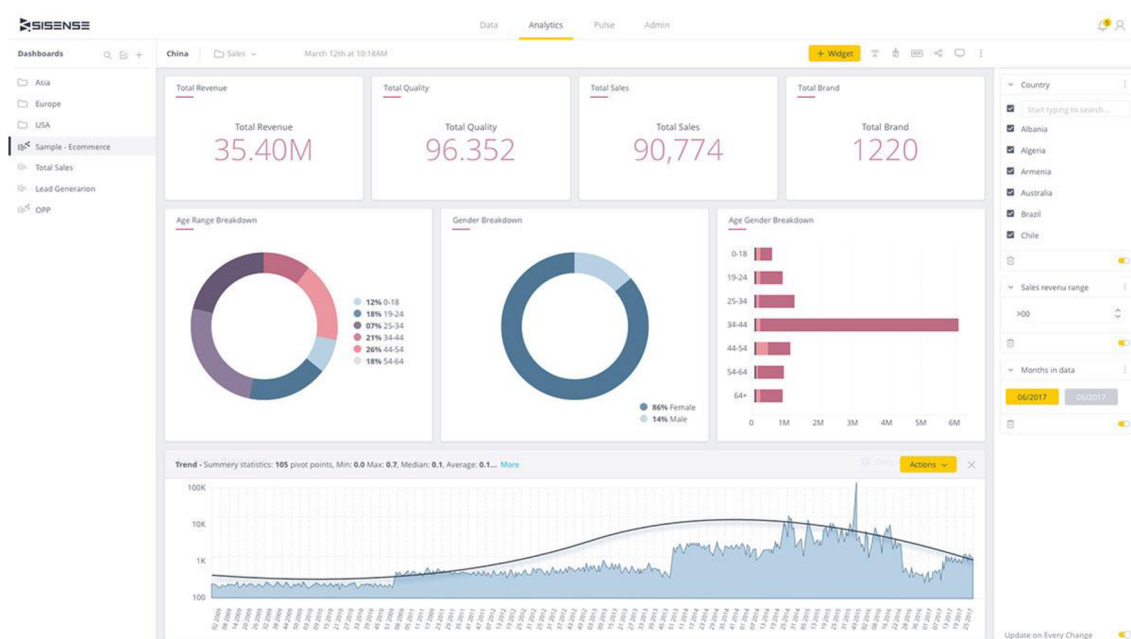 SISENSE
Data Analytics Pulse Admin
5
Dashboards
China Sales March 12th at 10:18AM + Widget
Asia
Europe
USA
Sample - Ecommerce
Total Sales
Lead Generarion
OPP
Total Revenue
Total Revenue
35.40M
Total Quality
Total Quality
96.352
Total Sales
Total Sales
90,774
Total Brand
Total Brand
1220
Age Range Breakdown
12% 0-18
18% 19-24
07% 25-34
21% 34-44
26% 44-54
18% 54-64
Gender Breakdown
86% Female
14% Male
Age Gender Breakdown
0-18
19-24
25-34
34-44
44-54
54-64
64+
0 1M 2M 3M 4M 5M 6M
Trend - Summery statistics: 105 pivot points, Min: 0.0 Max: 0.7, Median: 0.1, Average: 0.1... More
Actions
100K
10K
1K
100
Country
Start typing to search...
Albania
Algeria
Armenia
Australia
Brazil
Chile
Sales revenu range
>00
Months in data
06/2017 06/2017
Update on Every Change